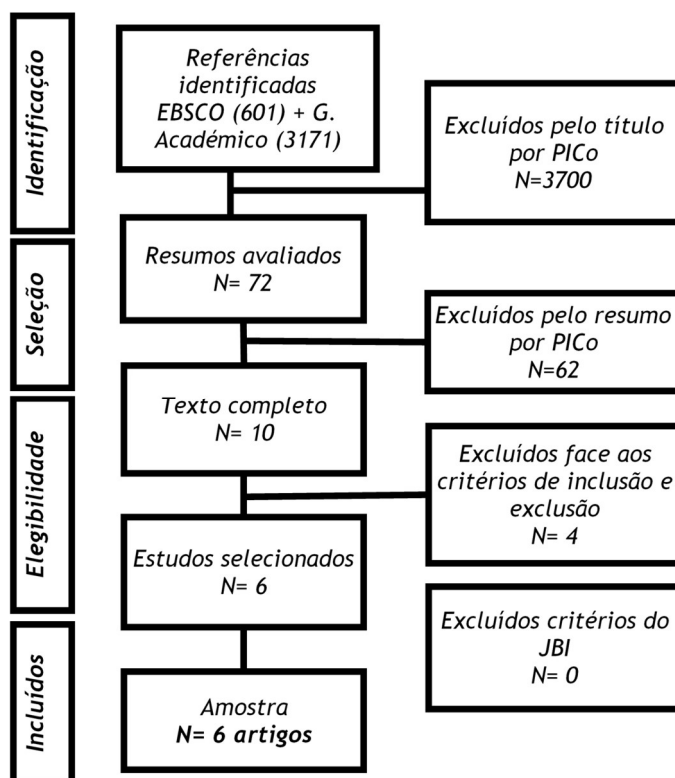 Identificação
Referências
identificadas
EBSCO (601) + G.
Académico (3171)
Excluídos pelo título
por PICo
N=3700
Seleção
Resumos avaliados
N= 72
Excluídos pelo resumo
por PICo
N=62
Elegibilidade
Texto completo
N= 10
Excluídos face aos
critérios de inclusão e
exclusão
N= 4
Estudos selecionados
N= 6
Excluídos critérios do
JBI
N= 0
Incluídos
Amostra
N= 6 artigos